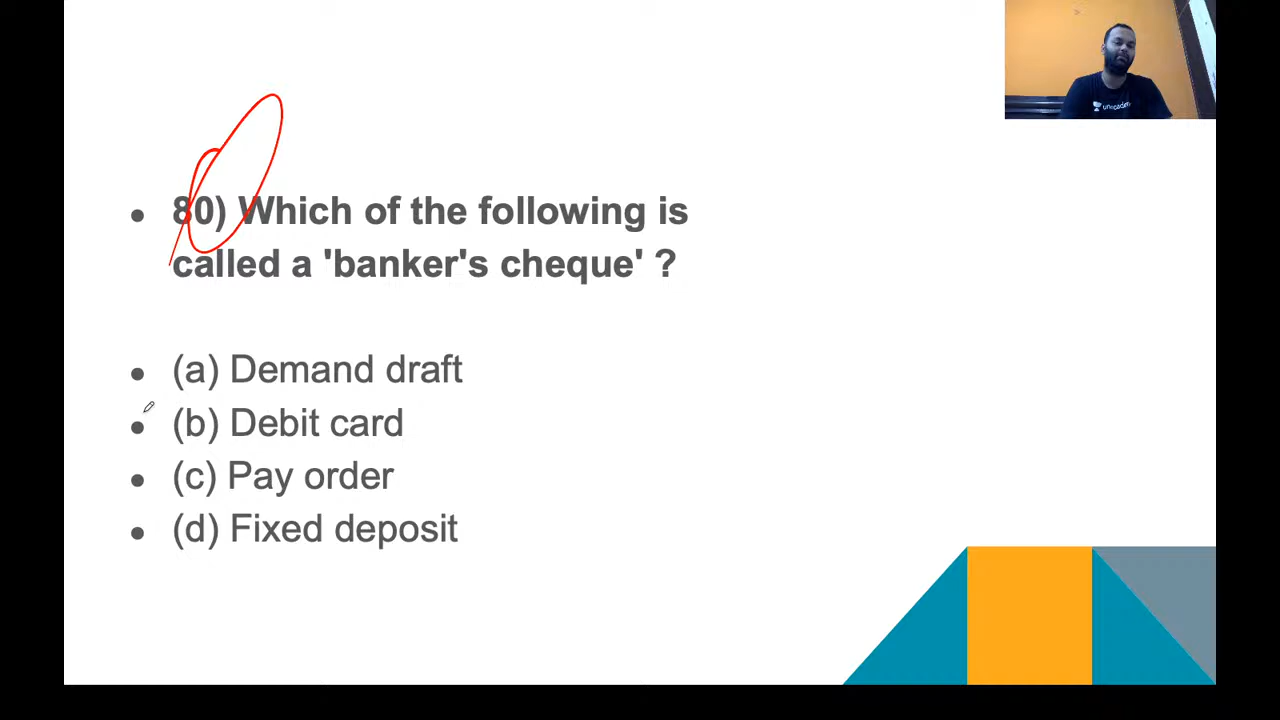 80) Which of the following is
called a 'banker's cheque' ?
(a) Demand draft
(b) Debit card
(c) Pay order
(d) Fixed deposit